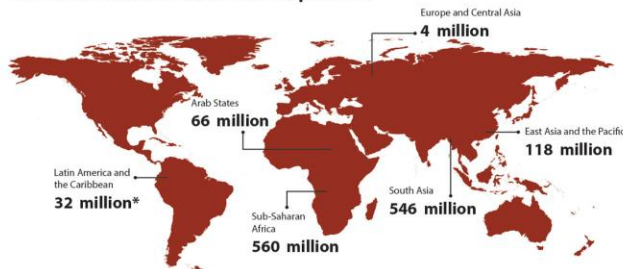 Europe and Central Asia
4 million
Arab States
66 million
East Asia and the Pacific
118 million
Latin America and
the Caribbean
32 million*
South Asia
546 million
Sub-Saharan
Africa
560 million